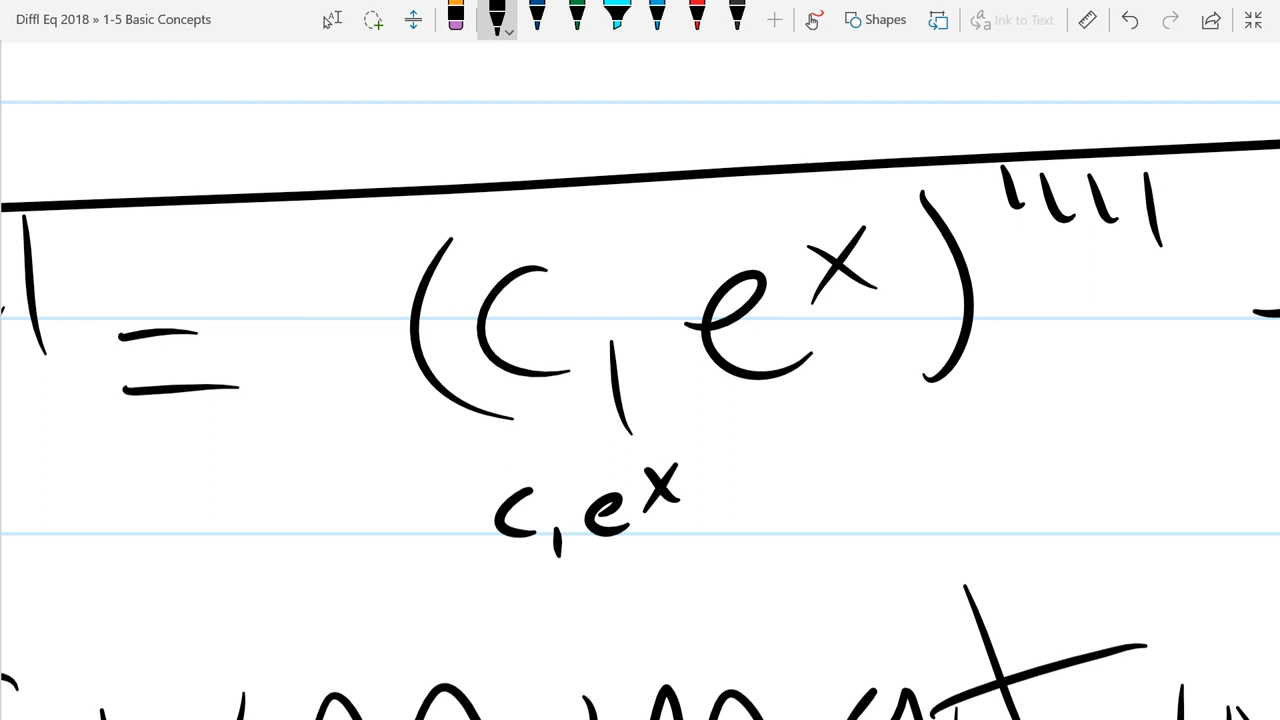 Diffl Eq 2018 » 1-5 Basic Concepts
Shapes
Ink to Text
= (c₁eˣ)''''
c₁eˣ